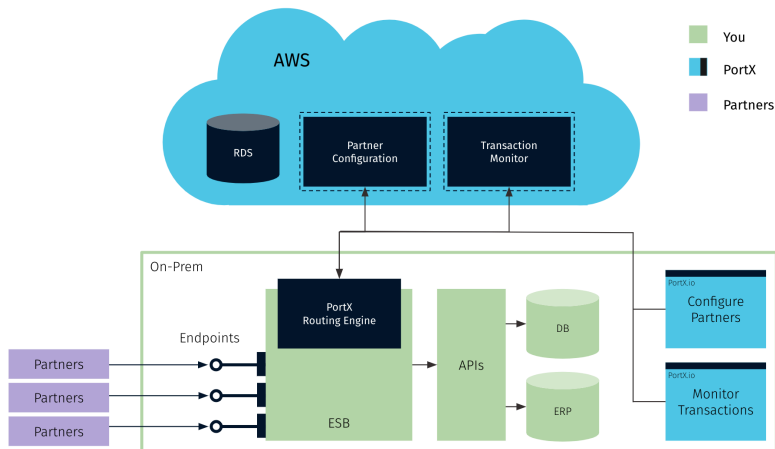 AWS
RDS
Partner
Configuration
Transaction
Monitor
You
PortX
Partners
On-Prem
PortX
Routing Engine
Endpoints
Partners
Partners
Partners
ESB
APIs
DB
ERP
PortX.io
Configure
Partners
PortX.io
Monitor
Transactions